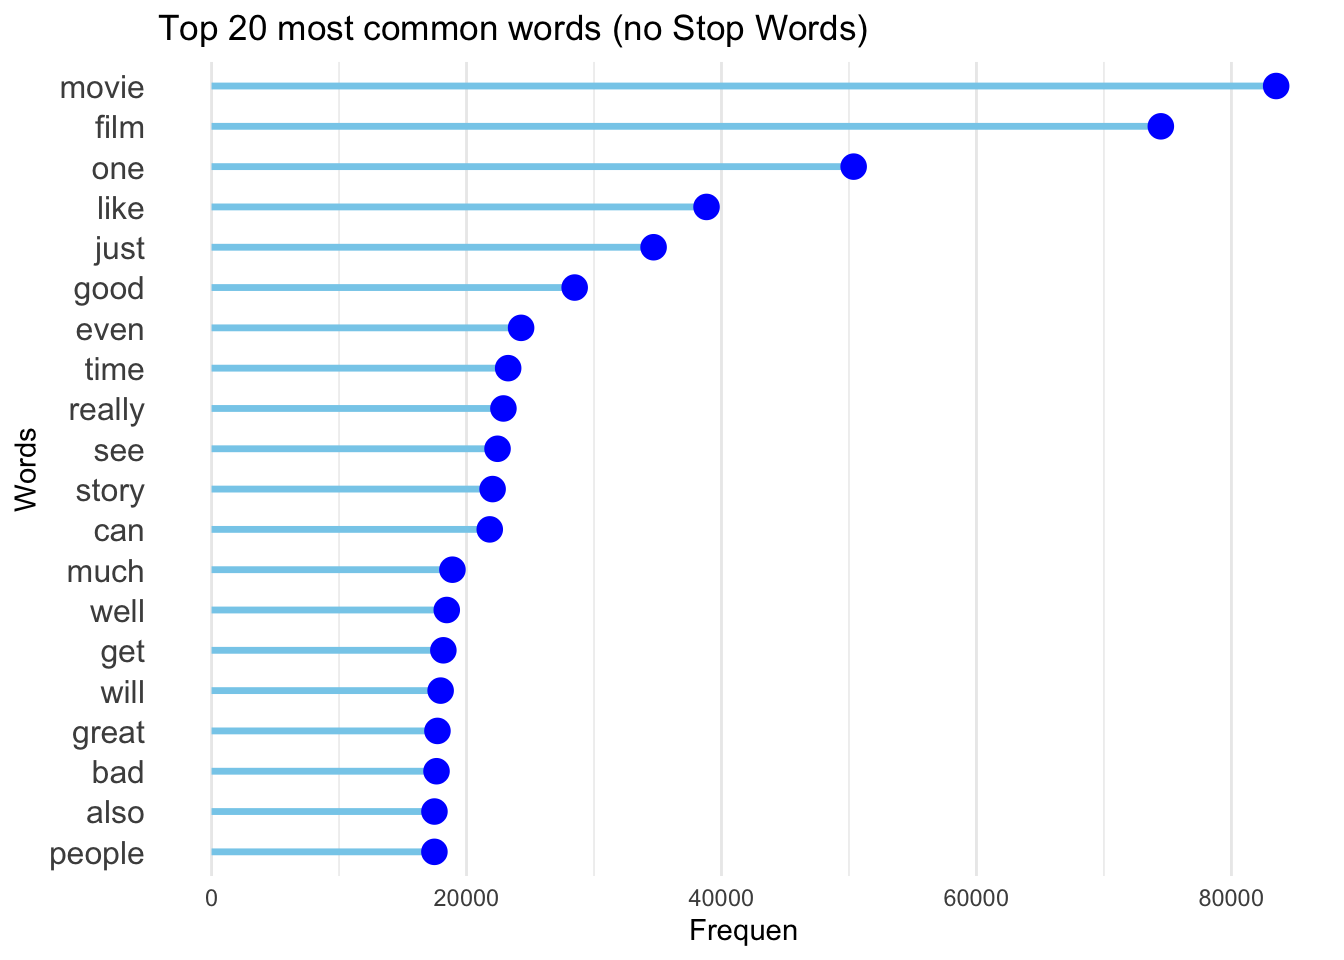 Top 20 most common words (no Stop Words)
movie
film
one
like
just
good
even
time
really
see
story
can
much
well
get
will
great
bad
also
people
Words
0 20000 40000 60000 80000
Frequen